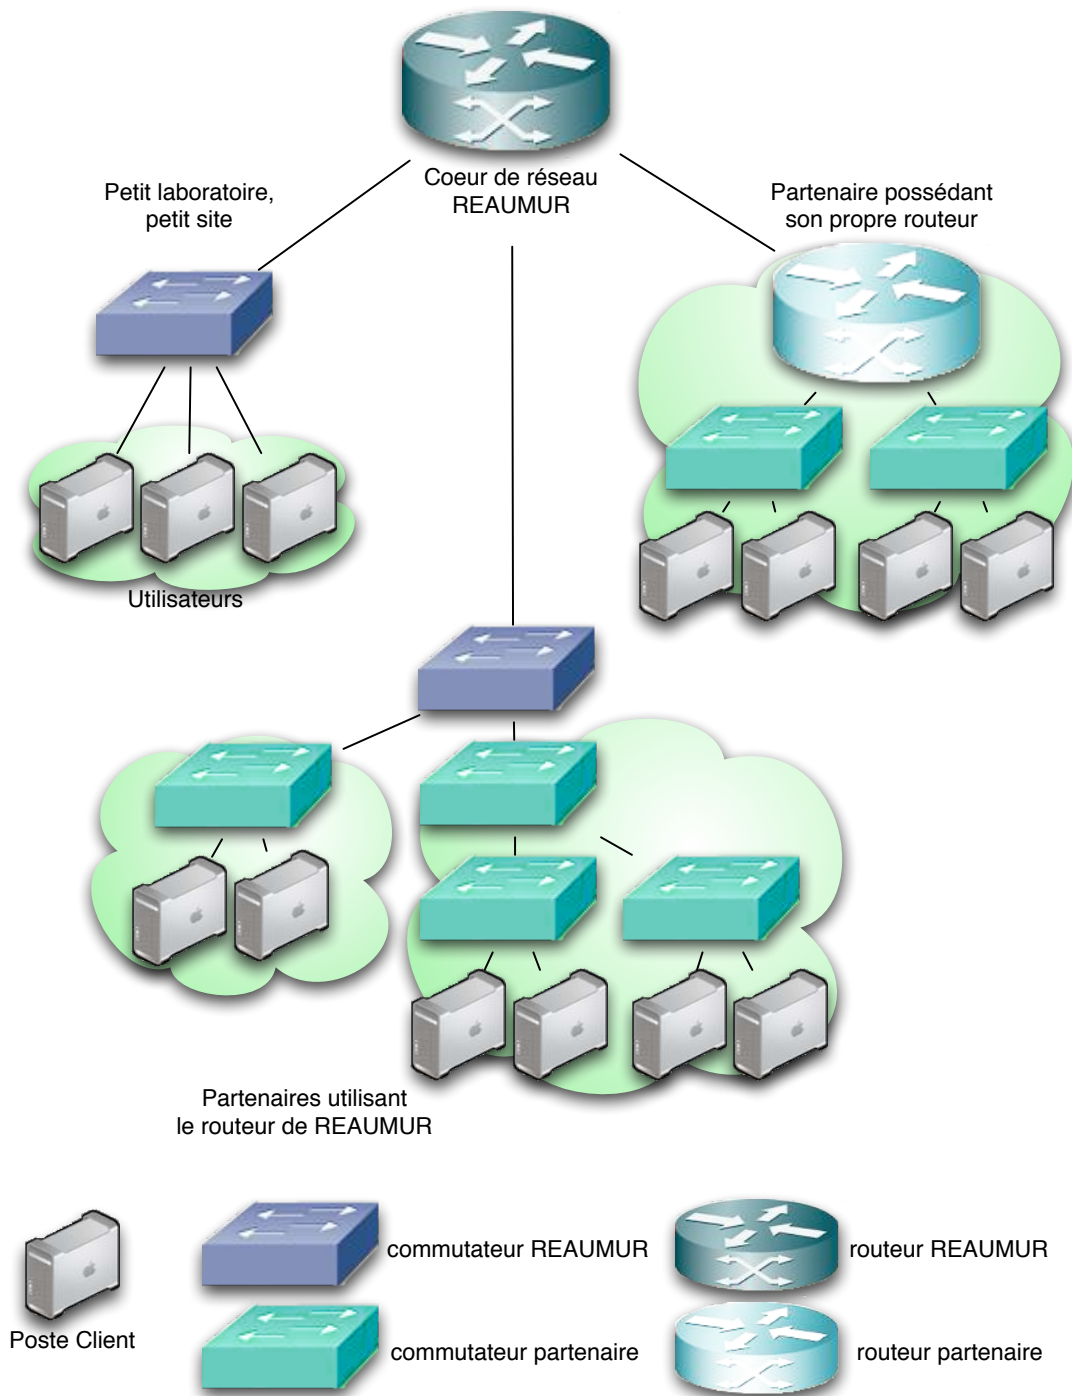 Coeur de réseau
REAUMUR
Petit laboratoire,
petit site
Partenaire possédant
son propre routeur
Utilisateurs
Partenaires utilisant
le routeur de REAUMUR
commutateur REAUMUR
routeur REAUMUR
Poste Client
commutateur partenaire
routeur partenaire